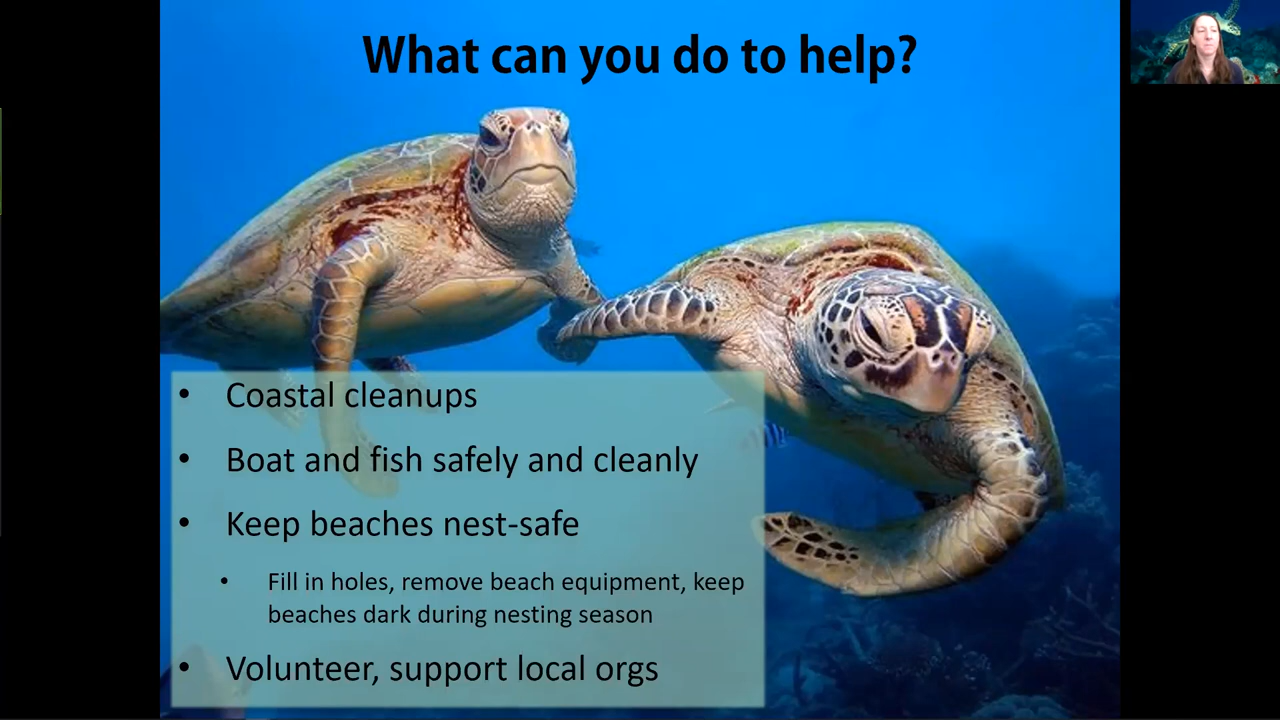 What can you do to help?
• Coastal cleanups
• Boat and fish safely and cleanly
• Keep beaches nest-safe
• Fill in holes, remove beach equipment, keep
beaches dark during nesting season
• Volunteer, support local orgs